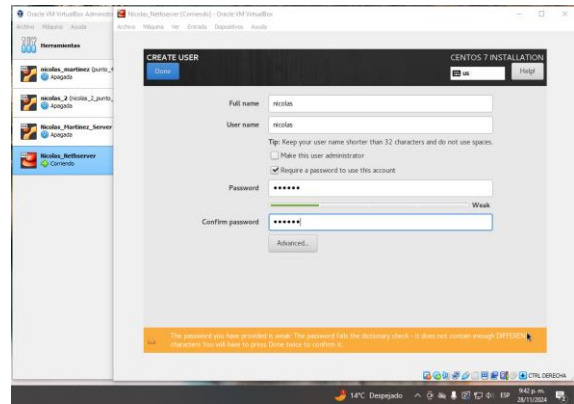 Oracle VM VirtualBox Administ
Nicolas_Nethserver [Corriendo] - Oracle VM VirtualBox
Archivo Máquina Ayuda
Archivo Máquina Ver Entrada Dispositivos Ayuda
Herramientas
nicolas_martinez (punto_4
Apagada
nicolas_2 (nicolas_2_punto_
Apagada
Nicolas_Martinez_Server
Apagada
Nicolas_Nethserver
Corriendo
CREATE USER
CENTOS 7 INSTALLATION
Done
us
Help!
Full name
nicolas
User name
nicolas
Tip: Keep your user name shorter than 32 characters and do not use spaces.
Make this user administrator
Require a password to use this account
Password
••••••
Weak
Confirm password
••••••
Advanced...
The password you have provided is weak: The password fails the dictionary check - it does not contain enough DIFFERENT
characters You will have to press Done twice to confirm it.
CTRL DERECHA
14°C Despejado
ESP
9:42 p. m.
28/11/2024